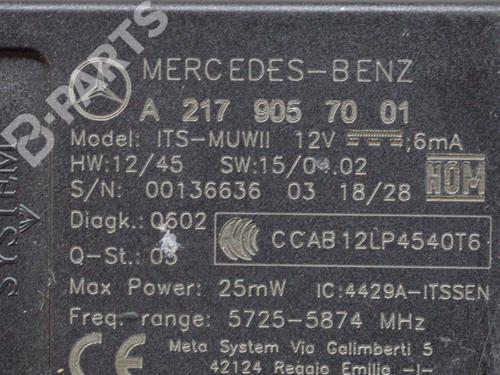 B-PARTS
MERCEDES-BENZ
A 217 905 70 01
Model: ITS-MUWII 12V ;6mA
HW:12/45 SW:15/04.02
NOM
S/N: 00136636 03 18/28
Diagk.:0602
CCAB12LP4540T6
Q-St.:03
Max Power: 25mW IC:4429A-ITSSEN
Freq. range: 5725-5874 MHz
CE
Meta System Via Galimberti 5
42124 Reggio Emilia -I-
SYSTEM